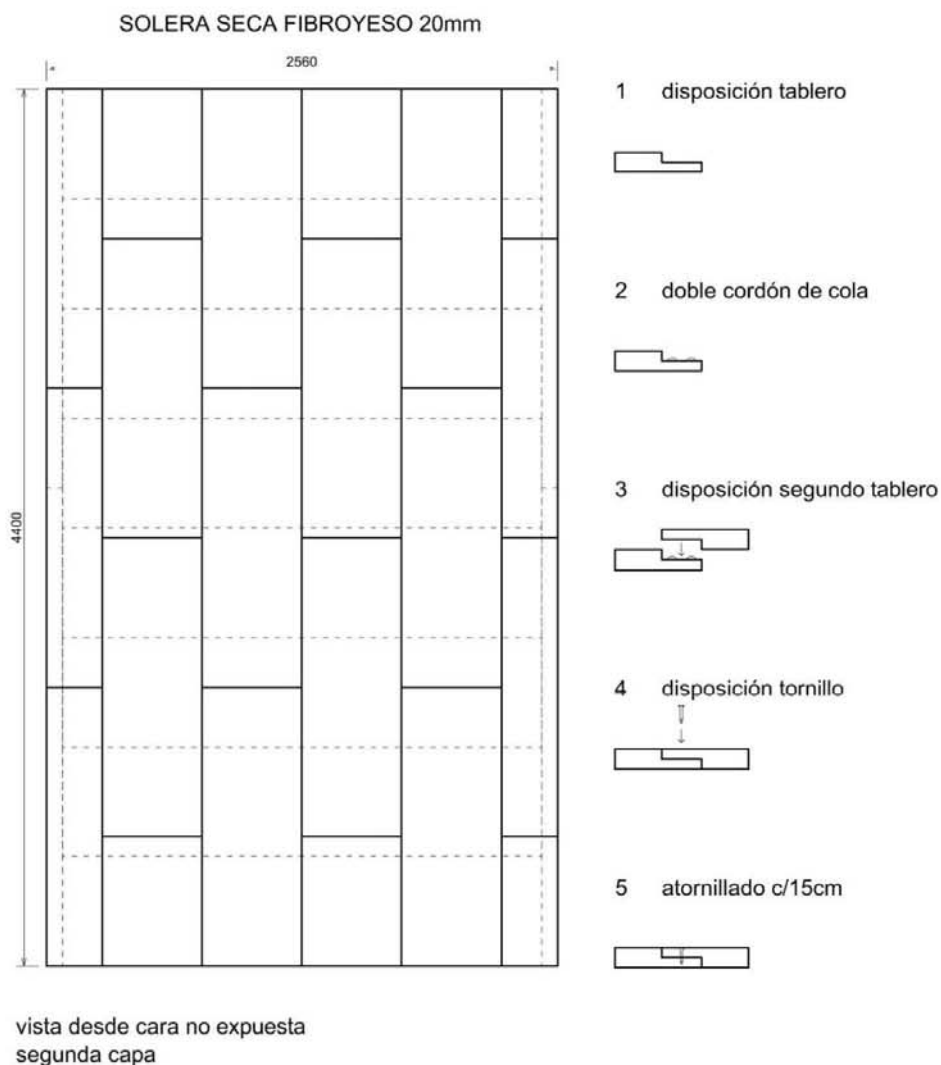 SOLERA SECA FIBROYESO 20mm
2560
4400
1 disposición tablero
2 doble cordón de cola
3 disposición segundo tablero
4 disposición tornillo
5 atornillado c/15cm
vista desde cara no expuesta
segunda capa